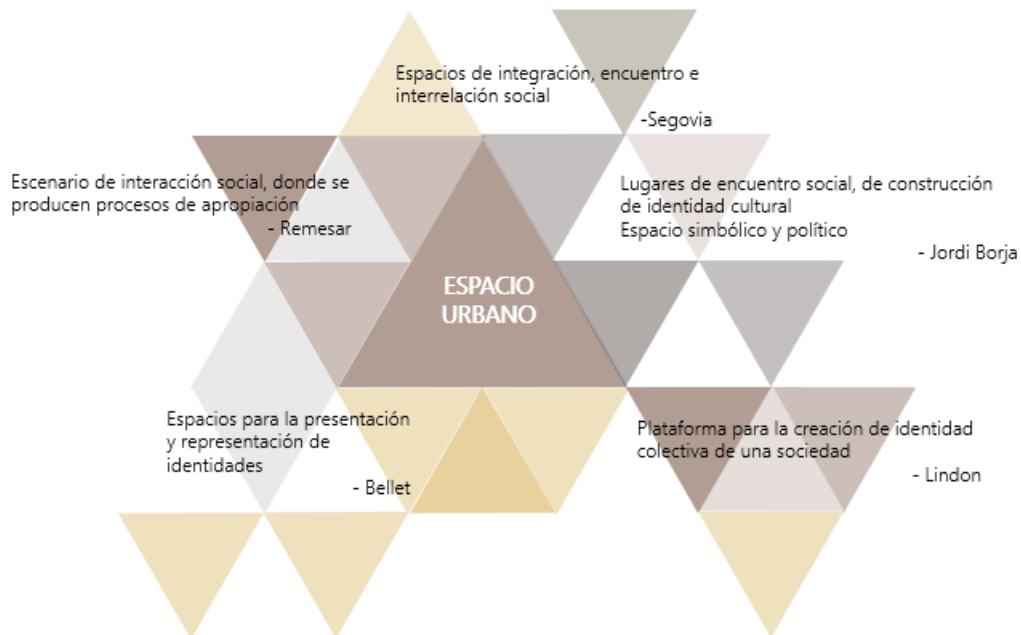 Espacios de integración, encuentro e
interrelación social
-Segovia
Escenario de interacción social, donde se
producen procesos de apropiación
- Remesar
Lugares de encuentro social, de construcción
de identidad cultural
Espacio simbólico y político
- Jordi Borja
ESPACIO
URBANO
Espacios para la presentación
y representación de
identidades
- Bellet
Plataforma para la creación de identidad
colectiva de una sociedad
- Lindon